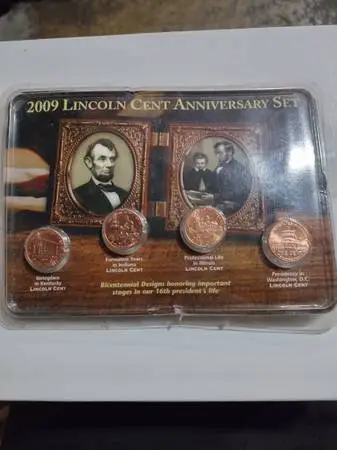 2009 LINCOLN CENT ANNIVERSARY SET
Birthplace
in Kentucky
LINCOLN CENT
Formative Years
in Indiana
LINCOLN CENT
Professional Life
in Illinois
LINCOLN CENT
Presidency in
Washington, D.C.
LINCOLN CENT
Bicentennial Designs honoring important
stages in our 16th president's life